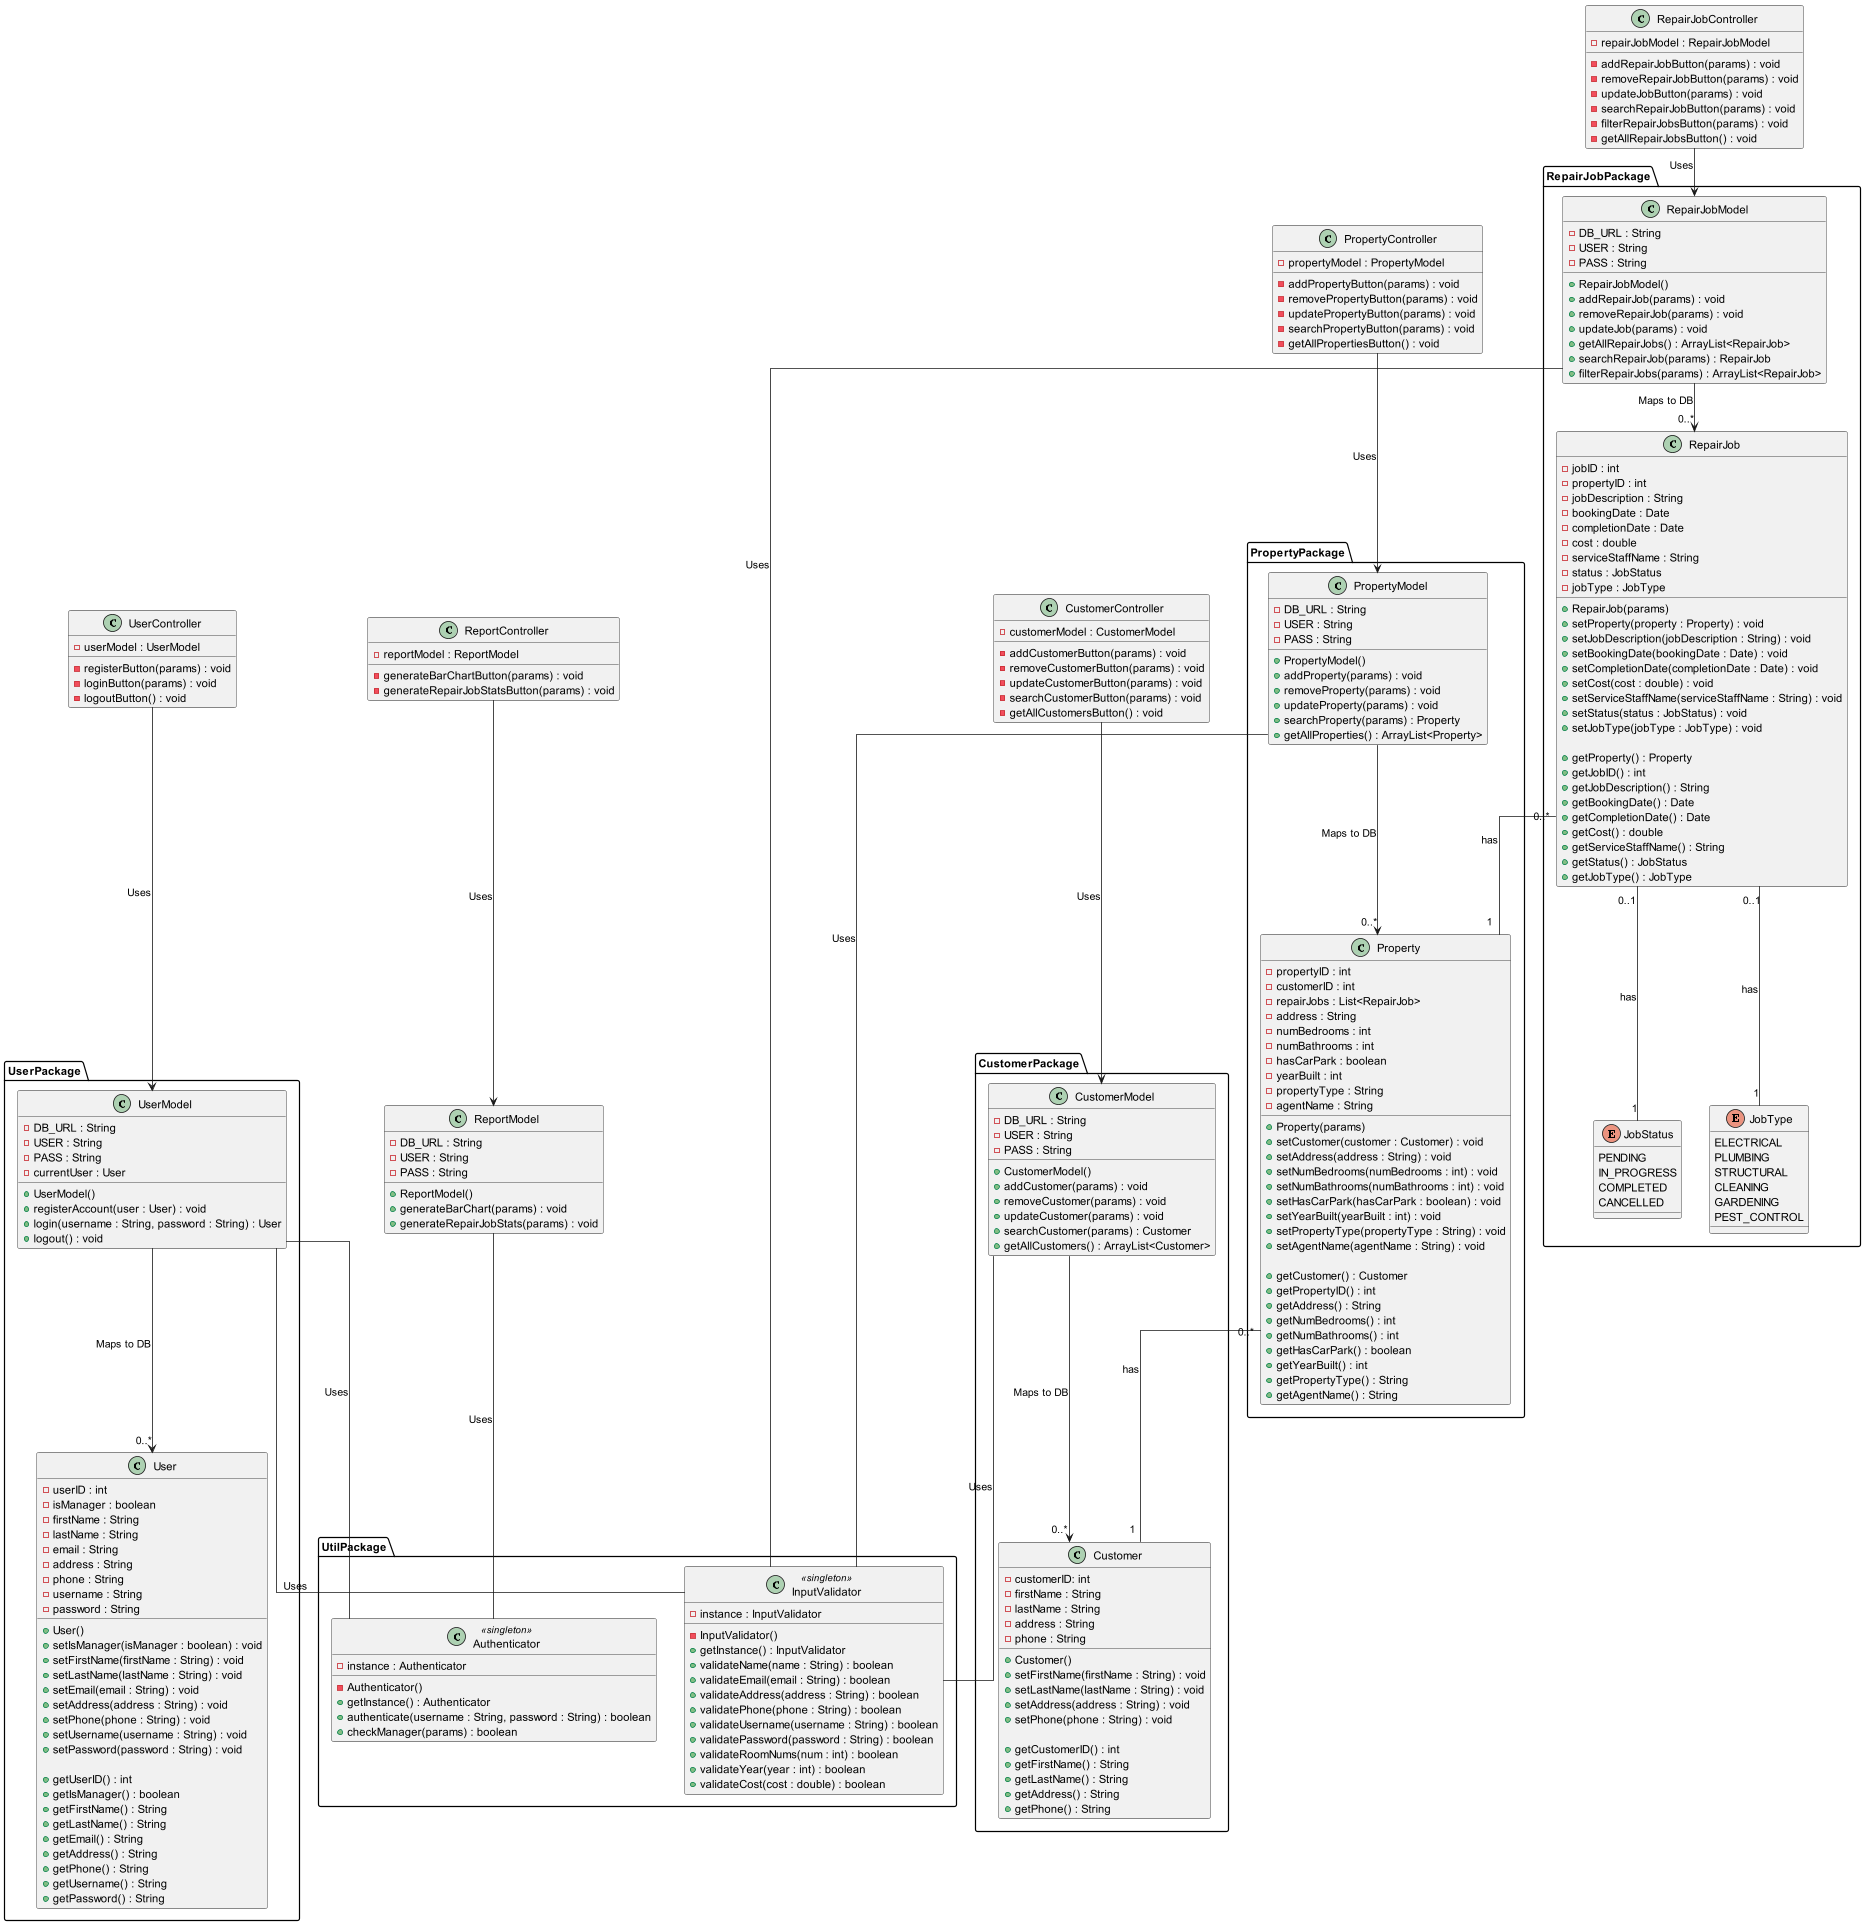 RepairJobController
repairJobModel : RepairJobModel
addRepairJobButton(params) : void
removeRepairJobButton(params) : void
updateJobButton(params) : void
searchRepairJobButton(params) : void
filterRepairJobsButton(params) : void
getAllRepairJobsButton() : void
Uses
RepairJobPackage
RepairJobModel
DB_URL : String
USER : String
PASS : String
RepairJobModel()
addRepairJob(params) : void
removeRepairJob(params) : void
updateJob(params) : void
getAllRepairJobs() : ArrayList<RepairJob>
searchRepairJob(params) : RepairJob
filterRepairJobs(params) : ArrayList<RepairJob>
Maps to DB
0..*
RepairJob
jobID : int
propertyID : int
jobDescription : String
bookingDate : Date
completionDate : Date
cost : double
serviceStaffName : String
status : JobStatus
jobType : JobType
RepairJob(params)
setProperty(property : Property) : void
setJobDescription(jobDescription : String) : void
setBookingDate(bookingDate : Date) : void
setCompletionDate(completionDate : Date) : void
setCost(cost : double) : void
setServiceStaffName(serviceStaffName : String) : void
setStatus(status : JobStatus) : void
setJobType(jobType : JobType) : void
getProperty() : Property
getJobID() : int
getJobDescription() : String
getBookingDate() : Date
getCompletionDate() : Date
getCost() : double
getServiceStaffName() : String
getStatus() : JobStatus
getJobType() : JobType
0..1
0..1
has
has
1
1
JobStatus
PENDING
IN_PROGRESS
COMPLETED
CANCELLED
JobType
ELECTRICAL
PLUMBING
STRUCTURAL
CLEANING
GARDENING
PEST_CONTROL
PropertyController
propertyModel : PropertyModel
addPropertyButton(params) : void
removePropertyButton(params) : void
updatePropertyButton(params) : void
searchPropertyButton(params) : void
getAllPropertiesButton() : void
Uses
PropertyPackage
PropertyModel
DB_URL : String
USER : String
PASS : String
PropertyModel()
addProperty(params) : void
removeProperty(params) : void
updateProperty(params) : void
searchProperty(params) : Property
getAllProperties() : ArrayList<Property>
Maps to DB
0..*
0..*
has
1
Property
propertyID : int
customerID : int
repairJobs : List<RepairJob>
address : String
numBedrooms : int
numBathrooms : int
hasCarPark : boolean
yearBuilt : int
propertyType : String
agentName : String
Property(params)
setCustomer(customer : Customer) : void
setAddress(address : String) : void
setNumBedrooms(numBedrooms : int) : void
setNumBathrooms(numBathrooms : int) : void
setHasCarPark(hasCarPark : boolean) : void
setYearBuilt(yearBuilt : int) : void
setPropertyType(propertyType : String) : void
setAgentName(agentName : String) : void
getCustomer() : Customer
getPropertyID() : int
getAddress() : String
getNumBedrooms() : int
getNumBathrooms() : int
getHasCarPark() : boolean
getYearBuilt() : int
getPropertyType() : String
getAgentName() : String
0..*
has
1
CustomerController
customerModel : CustomerModel
addCustomerButton(params) : void
removeCustomerButton(params) : void
updateCustomerButton(params) : void
searchCustomerButton(params) : void
getAllCustomersButton() : void
Uses
CustomerPackage
CustomerModel
DB_URL : String
USER : String
PASS : String
CustomerModel()
addCustomer(params) : void
removeCustomer(params) : void
updateCustomer(params) : void
searchCustomer(params) : Customer
getAllCustomers() : ArrayList<Customer>
Maps to DB
Uses
0..*
Customer
customerID: int
firstName : String
lastName : String
address : String
phone : String
Customer()
setFirstName(firstName : String) : void
setLastName(lastName : String) : void
setAddress(address : String) : void
setPhone(phone : String) : void
getCustomerID() : int
getFirstName() : String
getLastName() : String
getAddress() : String
getPhone() : String
Uses
Uses
UserController
userModel : UserModel
registerButton(params) : void
loginButton(params) : void
logoutButton() : void
Uses
ReportController
reportModel : ReportModel
generateBarChartButton(params) : void
generateRepairJobStatsButton(params) : void
Uses
UserPackage
UserModel
DB_URL : String
USER : String
PASS : String
currentUser : User
UserModel()
registerAccount(user : User) : void
login(username : String, password : String) : User
logout() : void
Maps to DB
0..*
Uses
Uses
User
userID : int
isManager : boolean
firstName : String
lastName : String
email : String
address : String
phone : String
username : String
password : String
User()
setIsManager(isManager : boolean) : void
setFirstName(firstName : String) : void
setLastName(lastName : String) : void
setEmail(email : String) : void
setAddress(address : String) : void
setPhone(phone : String) : void
setUsername(username : String) : void
setPassword(password : String) : void
getUserID() : int
getIsManager() : boolean
getFirstName() : String
getLastName() : String
getEmail() : String
getAddress() : String
getPhone() : String
getUsername() : String
getPassword() : String
ReportModel
DB_URL : String
USER : String
PASS : String
ReportModel()
generateBarChart(params) : void
generateRepairJobStats(params) : void
Uses
UtilPackage
«singleton»
Authenticator
instance : Authenticator
Authenticator()
getInstance() : Authenticator
authenticate(username : String, password : String) : boolean
checkManager(params) : boolean
«singleton»
InputValidator
instance : InputValidator
InputValidator()
getInstance() : InputValidator
validateName(name : String) : boolean
validateEmail(email : String) : boolean
validateAddress(address : String) : boolean
validatePhone(phone : String) : boolean
validateUsername(username : String) : boolean
validatePassword(password : String) : boolean
validateRoomNums(num : int) : boolean
validateYear(year : int) : boolean
validateCost(cost : double) : boolean